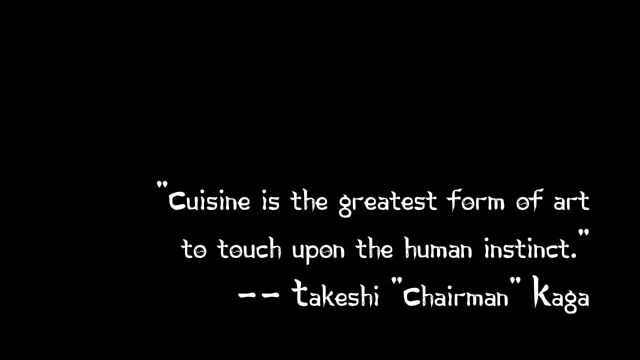 "Cuisine is the greatest form of art
to touch upon the human instinct."
-- Takeshi "Chairman" Kaga